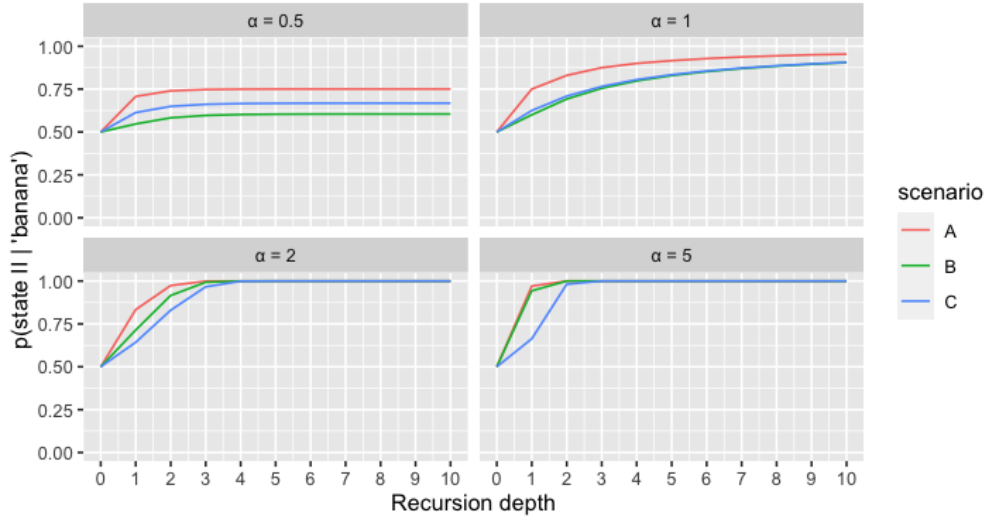 α = 0.5
α = 1
1.00
0.75
0.50
0.25
0.00
α = 2
α = 5
1.00
0.75
0.50
0.25
0.00
0 1 2 3 4 5 6 7 8 9 10
0 1 2 3 4 5 6 7 8 9 10
Recursion depth
p(state II | 'banana')
scenario
A
B
C